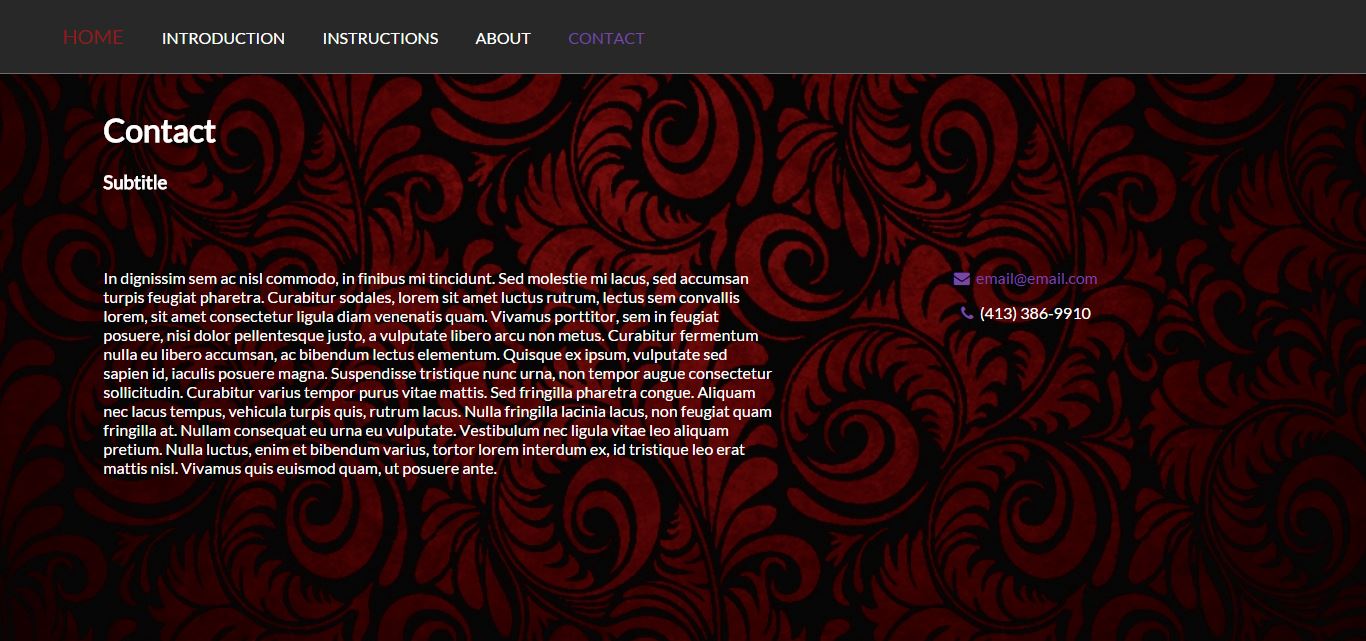 HOME INTRODUCTION INSTRUCTIONS ABOUT CONTACT
Contact
Subtitle
In dignissim sem ac nisl commodo, in finibus mi tincidunt. Sed molestie mi lacus, sed accumsan
turpis feugiat pharetra. Curabitur sodales, lorem sit amet luctus rutrum, lectus sem convallis
lorem, sit amet consectetur ligula diam venenatis quam. Vivamus porttitor, sem in feugiat
posuere, nisi dolor pellentesque justo, a vulputate libero arcu non metus. Curabitur fermentum
nulla eu libero accumsan, ac bibendum lectus elementum. Quisque ex ipsum, vulputate sed
sapien id, iaculis posuere magna. Suspendisse tristique nunc urna, non tempor augue consectetur
sollicitudin. Curabitur varius tempor purus vitae mattis. Sed fringilla pharetra congue. Aliquam
nec lacus tempus, vehicula turpis quis, rutrum lacus. Nulla fringilla lacinia lacus, non feugiat quam
fringilla at. Nullam consequat eu urna eu vulputate. Vestibulum nec ligula vitae leo aliquam
pretium. Nulla luctus, enim et bibendum varius, tortor lorem interdum ex, id tristique leo erat
mattis nisl. Vivamus quis euismod quam, ut posuere ante.
email@email.com
(413) 386-9910